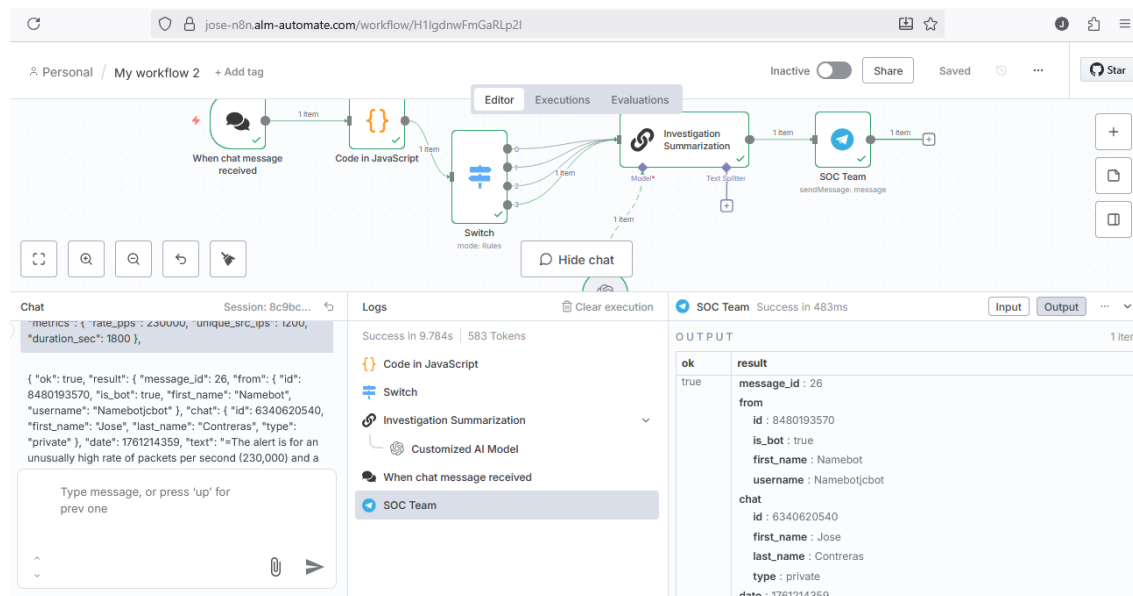 jose-n8n.alm-automate.com/workflow/H1IgdnwFmGaRLp2I
J
Personal / My workflow 2 + Add tag
Inactive
Share
Saved
...
Star
Editor Executions Evaluations
1 item
1 item
When chat message
received
Code in JavaScript
0
1
2
3
1 item
Switch
mode: Rules
Investigation
Summarization
Model*
Text Splitter
1 item
1 item
SOC Team
sendMessage: message
1 item
Hide chat
Chat
Session: 8c9bc...
"metrics": { "rate_pps": 230000, "unique_src_ips": 1200,
"duration_sec": 1800 },
{ "ok": true, "result": { "message_id": 26, "from": { "id":
8480193570, "is_bot": true, "first_name": "Namebot",
"username": "Namebotjcbot" }, "chat": { "id": 6340620540,
"first_name": "Jose", "last_name": "Contreras", "type":
"private" }, "date": 1761214359, "text": "=The alert is for an
unusually high rate of packets per second (230,000) and a
Type message, or press 'up' for
prev one
Logs
Clear execution
Success in 9.784s | 583 Tokens
Code in JavaScript
Switch
Investigation Summarization
Customized AI Model
When chat message received
SOC Team
SOC Team Success in 483ms
Input Output ...
OUTPUT
1 item
ok result
true message_id : 26
from
id : 8480193570
is_bot : true
first_name : Namebot
username : Namebotjcbot
chat
id : 6340620540
first_name : Jose
last_name : Contreras
type : private
date : 1761214359